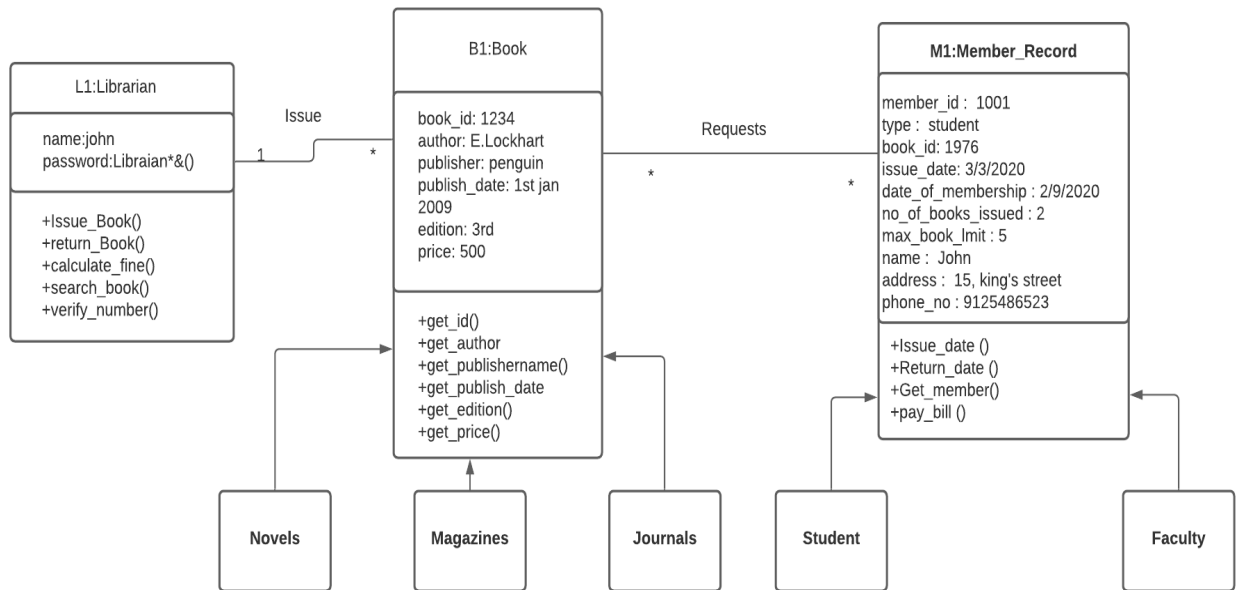 L1:Librarian
name:john
password:Libraian*&()
+Issue_Book()
+return_Book()
+calculate_fine()
+search_book()
+verify_number()
Issue
1
*
B1:Book
book_id: 1234
author: E.Lockhart
publisher: penguin
publish_date: 1st jan
2009
edition: 3rd
price: 500
+get_id()
+get_author
+get_publishername()
+get_publish_date
+get_edition()
+get_price()
Requests
*
*
M1:Member_Record
member_id : 1001
type : student
book_id: 1976
issue_date: 3/3/2020
date_of_membership : 2/9/2020
no_of_books_issued : 2
max_book_lmit : 5
name : John
address : 15, king's street
phone_no : 9125486523
+Issue_date ()
+Return_date ()
+Get_member()
+pay_bill ()
Novels
Magazines
Journals
Student
Faculty